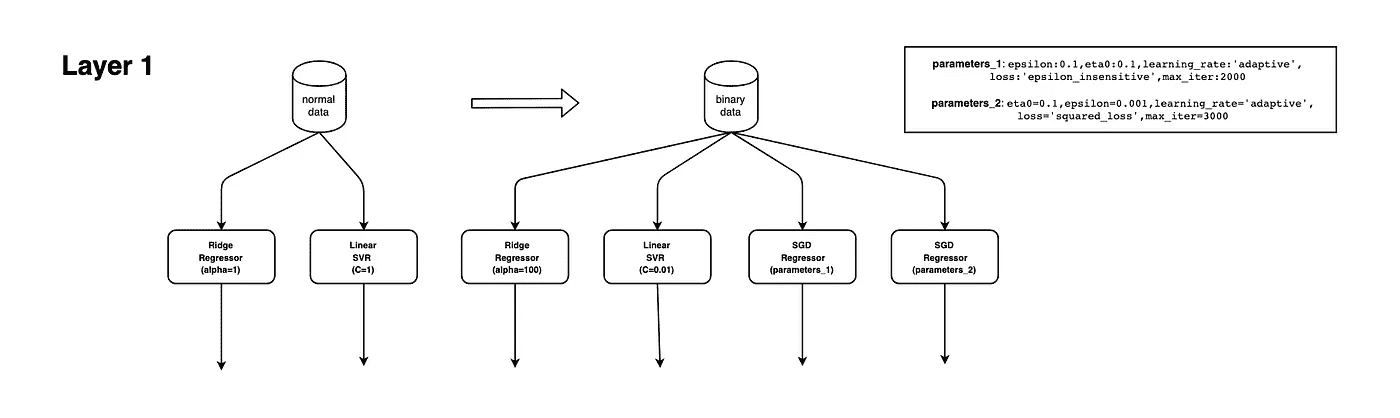 Layer 1
normal
data
binary
data
parameters_1: epsilon:0.1,eta0:0.1,learning_rate:'adaptive',
loss:'epsilon_insensitive',max_iter:2000
parameters_2: eta0=0.1,epsilon=0.001,learning_rate='adaptive',
loss='squared_loss',max_iter=3000
Ridge
Regressor
(alpha=1)
Linear
SVR
(C=1)
Ridge
Regressor
(alpha=100)
Linear
SVR
(C=0.01)
SGD
Regressor
(parameters_1)
SGD
Regressor
(parameters_2)